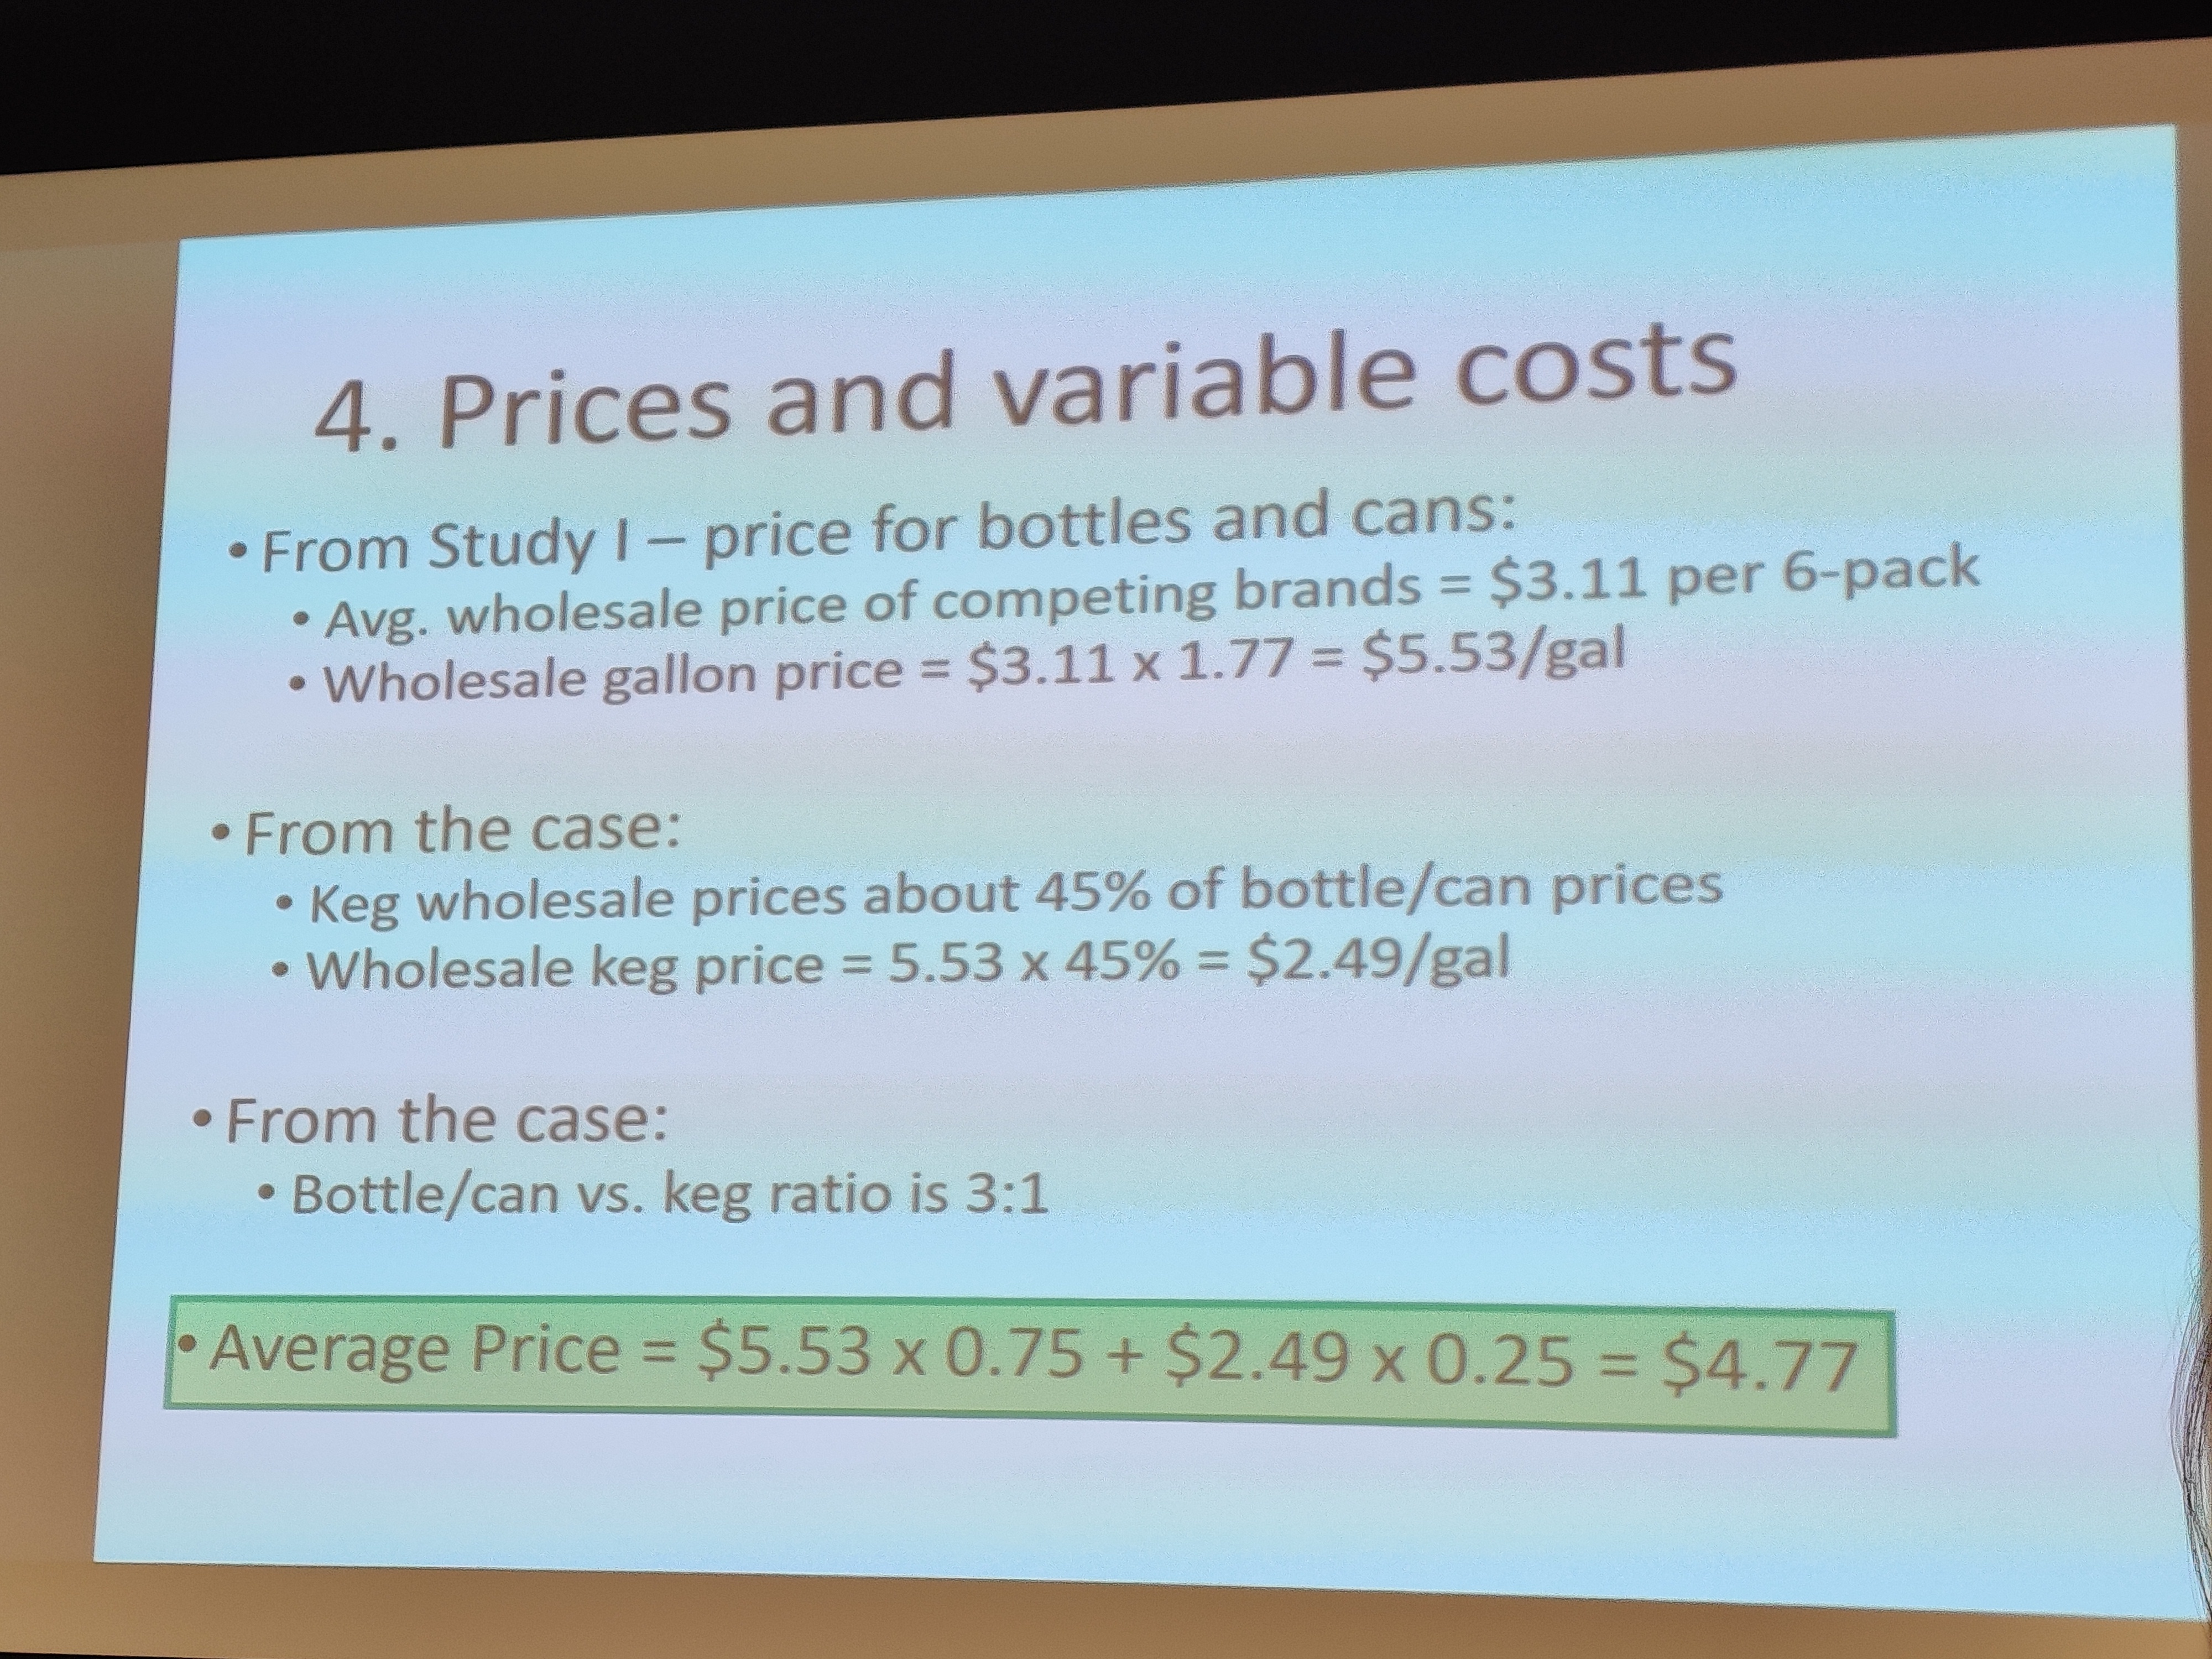 4. Prices and variable costs
• From Study I – price for bottles and cans:
• Avg. wholesale price of competing brands = $3.11 per 6-pack
• Wholesale gallon price = $3.11 x 1.77 = $5.53/gal
• From the case:
• Keg wholesale prices about 45% of bottle/can prices
• Wholesale keg price = 5.53 x 45% = $2.49/gal
• From the case:
• Bottle/can vs. keg ratio is 3:1
• Average Price = $5.53 x 0.75 + $2.49 x 0.25 = $4.77